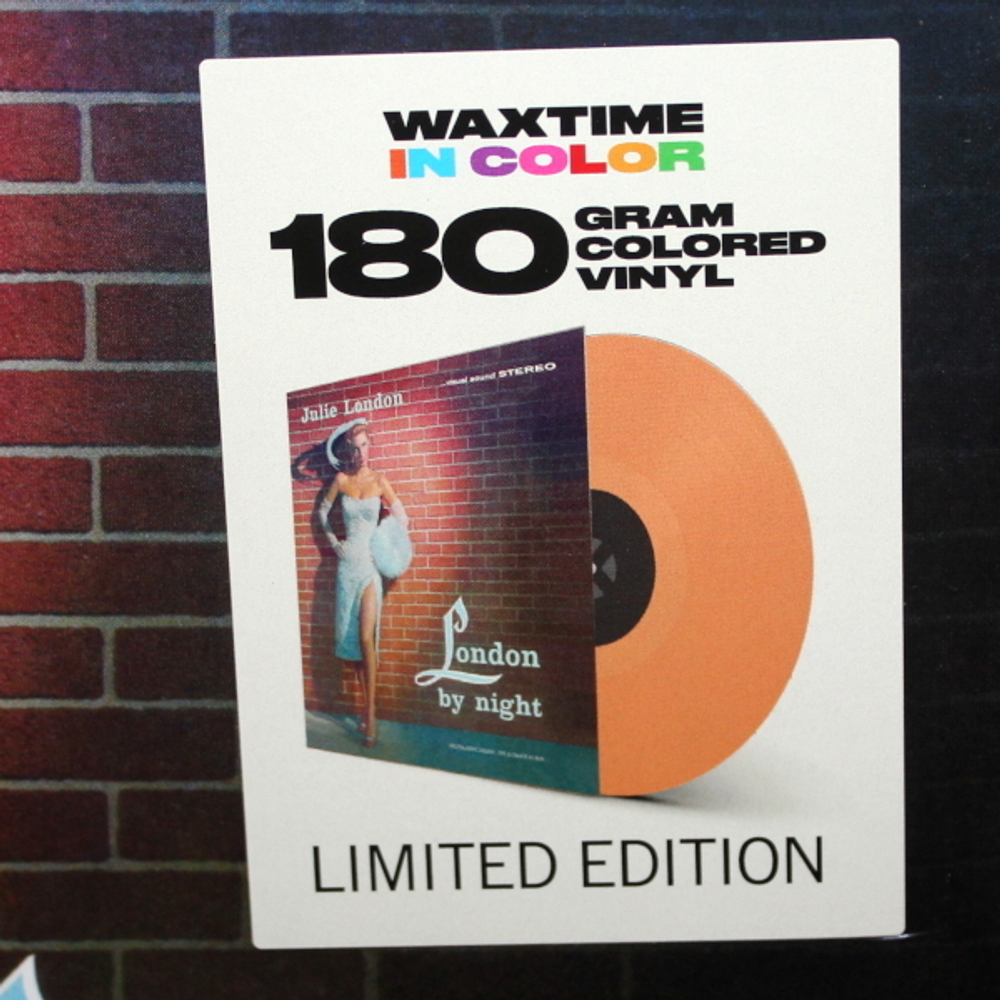 WAXTIME
IN COLOR
180 GRAM
COLORED
VINYL
...visual sound STEREO
Julie London
London
by night
LIMITED EDITION